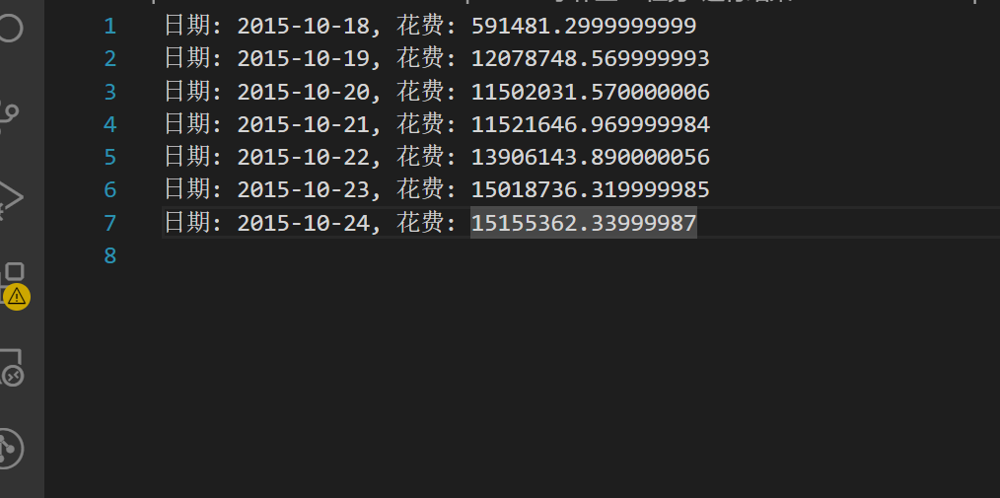 1 日期: 2015-10-18, 花费: 591481.2999999999
2 日期: 2015-10-19, 花费: 12078748.569999993
3 日期: 2015-10-20, 花费: 11502031.570000006
4 日期: 2015-10-21, 花费: 11521646.969999984
5 日期: 2015-10-22, 花费: 13906143.890000056
6 日期: 2015-10-23, 花费: 15018736.319999985
7 日期: 2015-10-24, 花费: 15155362.33999987
8